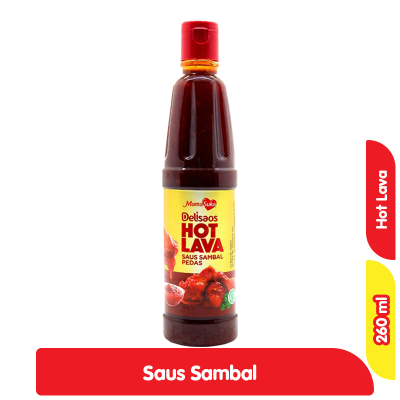 MamaSuka
Delisaos
HOT
LAVA
SAUS SAMBAL
PEDAS
Hot Lava
260 ml
Saus Sambal